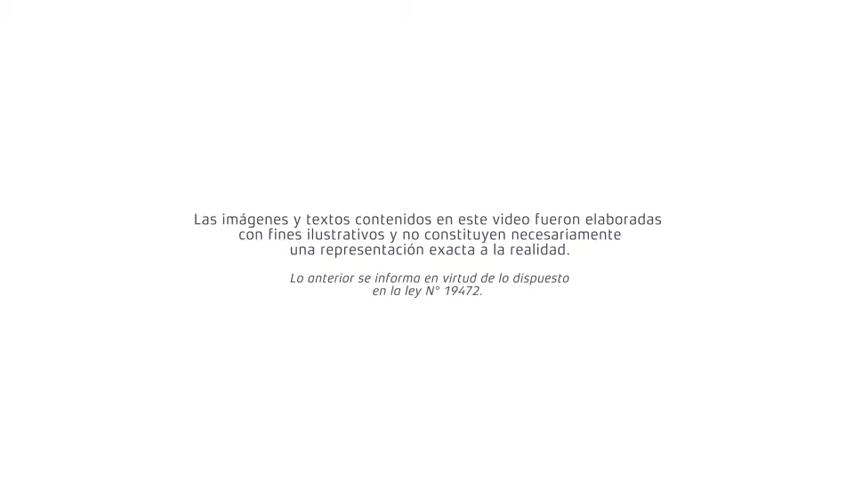 Las imágenes y textos contenidos en este video fueron elaboradas
con fines ilustrativos y no constituyen necesariamente
una representación exacta a la realidad.
Lo anterior se informa en virtud de lo dispuesto
en la ley N° 19472.